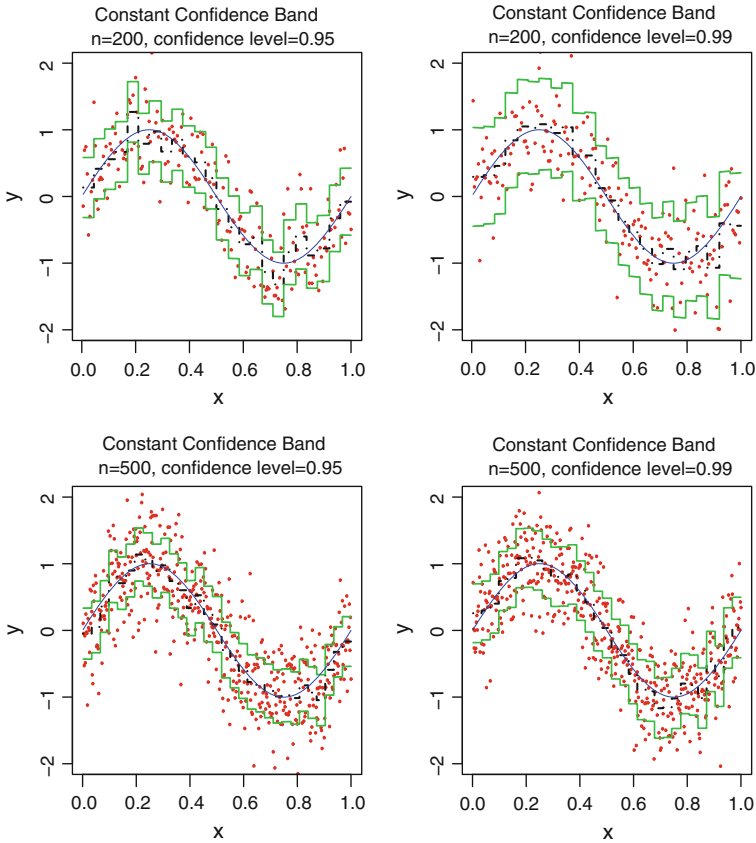 Constant Confidence Band
n=200, confidence level=0.95
2
1
0
−1
−2
y
0.0 0.2 0.4 0.6 0.8 1.0
x
Constant Confidence Band
n=200, confidence level=0.99
2
1
0
−1
−2
y
0.0 0.2 0.4 0.6 0.8 1.0
x
Constant Confidence Band
n=500, confidence level=0.95
2
1
0
−1
−2
y
0.0 0.2 0.4 0.6 0.8 1.0
x
Constant Confidence Band
n=500, confidence level=0.99
2
1
0
−1
−2
y
0.0 0.2 0.4 0.6 0.8 1.0
x